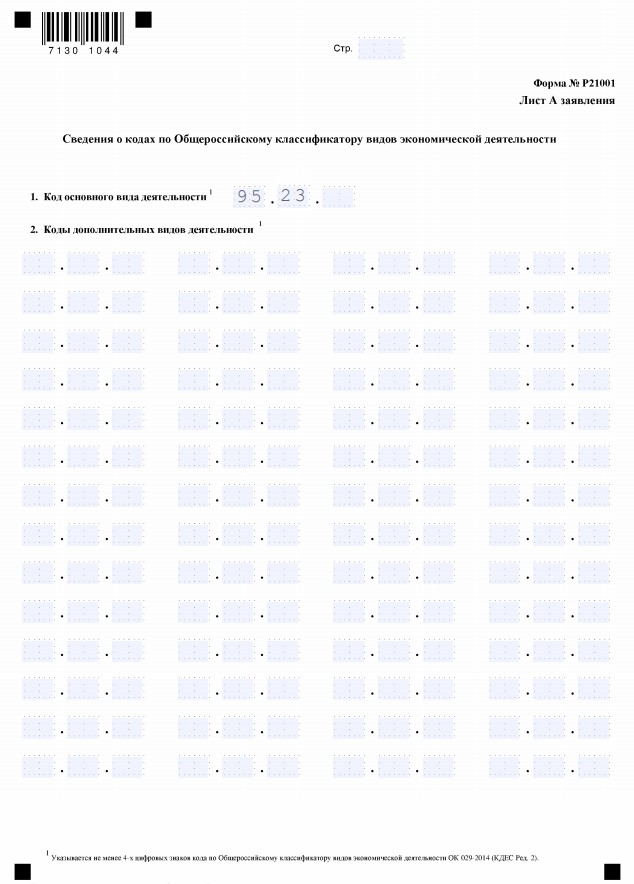 7130 1044
Стр.
Форма № Р21001
Лист А заявления
Сведения о кодах по Общероссийскому классификатору видов экономической деятельности
1. Код основного вида деятельности 1 95.23.
2. Коды дополнительных видов деятельности 1
1 Указывается не менее 4-х цифровых знаков кода по Общероссийскому классификатору видов экономической деятельности ОК 029-2014 (КДЕС Ред. 2).